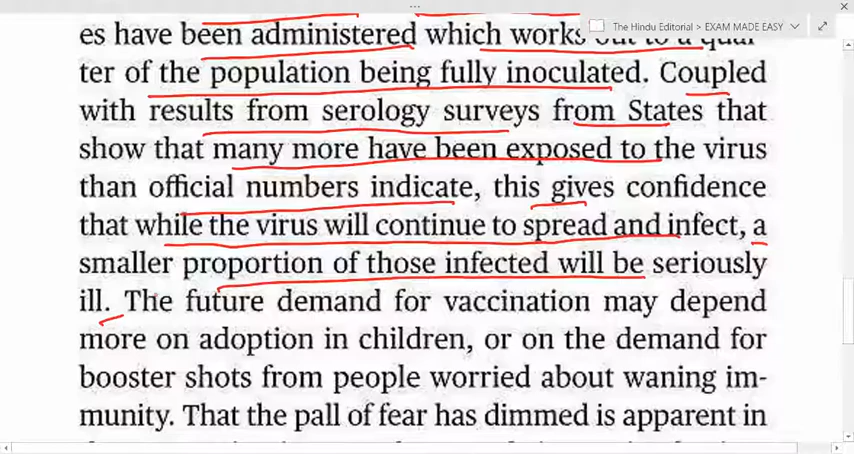 The Hindu Editorial > EXAM MADE EASY
es have been administered which works out to a quar-
ter of the population being fully inoculated. Coupled
with results from serology surveys from States that
show that many more have been exposed to the virus
than official numbers indicate, this gives confidence
that while the virus will continue to spread and infect, a
smaller proportion of those infected will be seriously
ill. The future demand for vaccination may depend
more on adoption in children, or on the demand for
booster shots from people worried about waning im-
munity. That the pall of fear has dimmed is apparent in